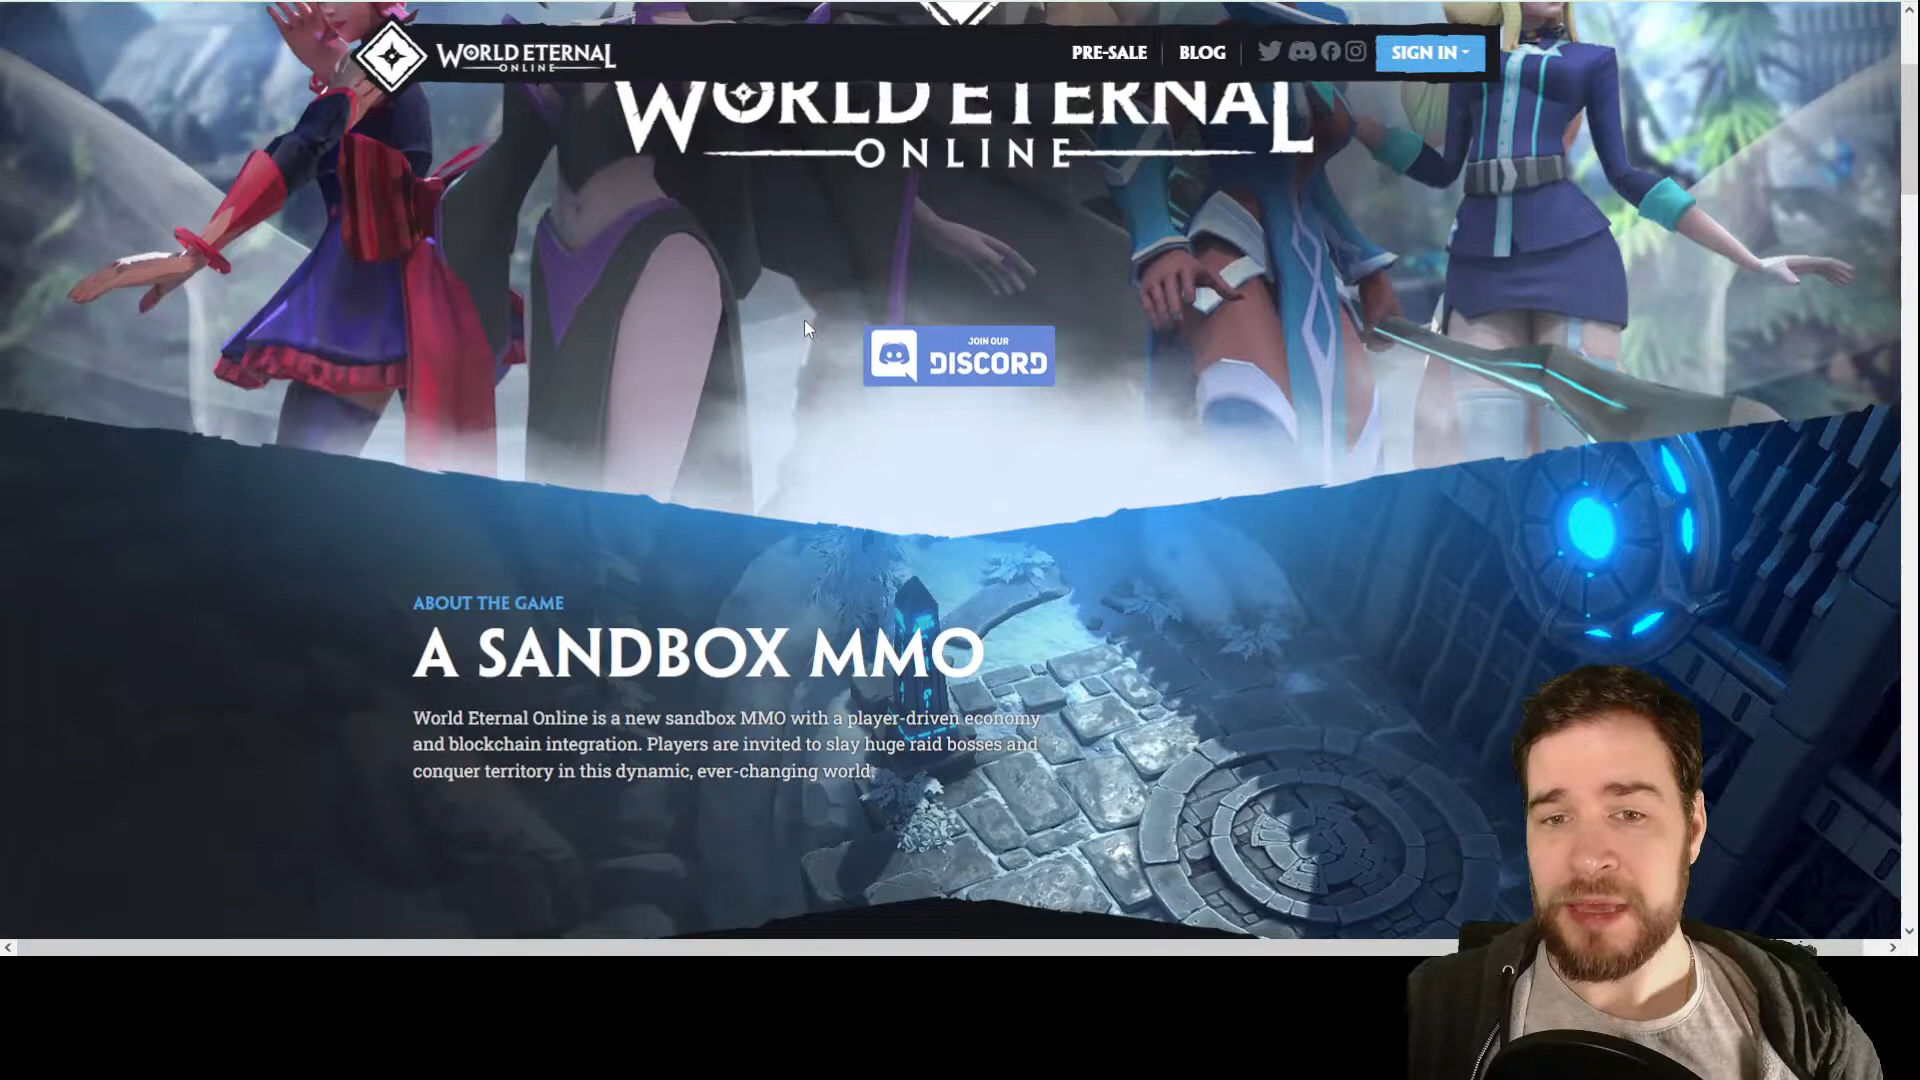 WORLD ETERNAL
ONLINE
PRE-SALE
BLOG
SIGN IN
WORLD ETERNAL
ONLINE
JOIN OUR
DISCORD
ABOUT THE GAME
A SANDBOX MMO
World Eternal Online is a new sandbox MMO with a player-driven economy
and blockchain integration. Players are invited to slay huge raid bosses and
conquer territory in this dynamic, ever-changing world.